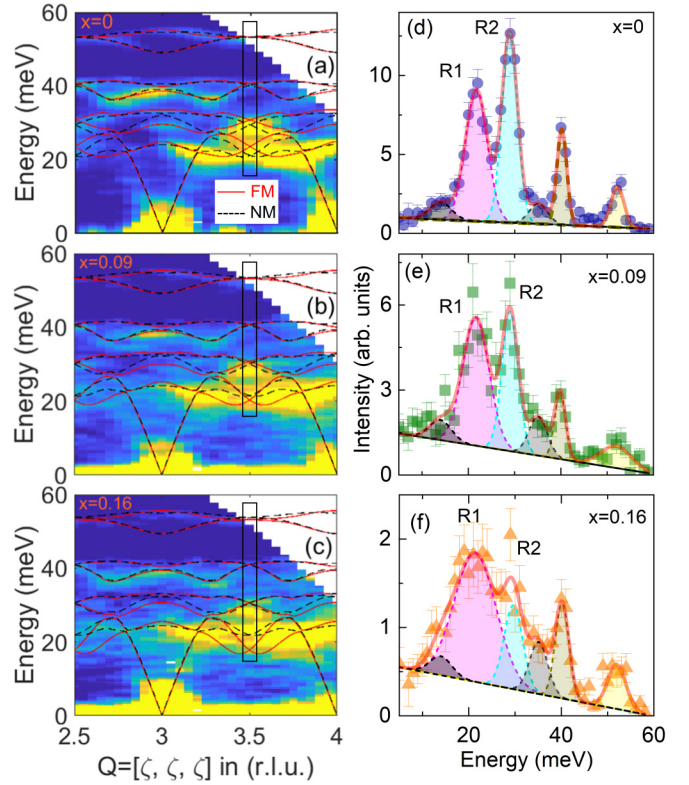 x=0
(a)
Energy (meV)
60
40
20
0
FM
NM
x=0.09
(b)
Energy (meV)
60
40
20
0
x=0.16
(c)
Energy (meV)
60
40
20
0
2.5
3
3.5
4
Q=[ζ, ζ, ζ] in (r.l.u.)
(d)
x=0
R1
R2
10
5
0
(e)
x=0.09
R1
R2
6
3
0
Intensity (arb. units)
(f)
x=0.16
R1
R2
2
1
0
20
40
60
Energy (meV)